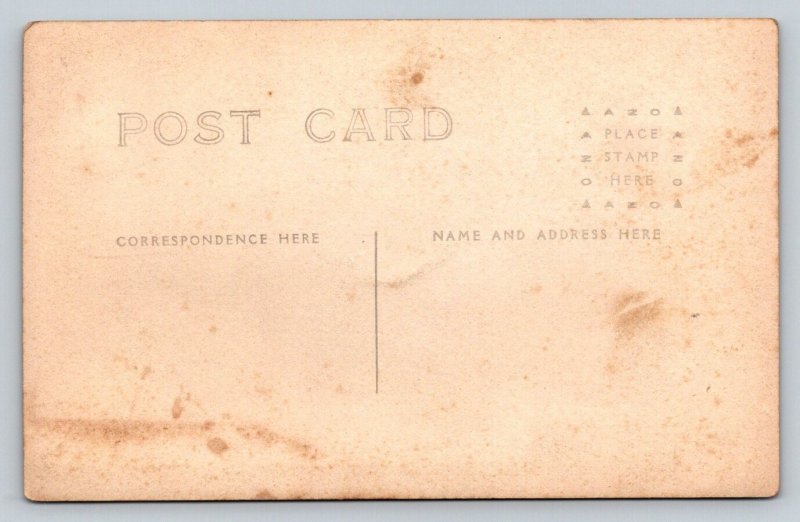 POST CARD
▲ AZO ▲
A PLACE A
Z STAMP Z
O HERE O
▲ AZO ▲
CORRESPONDENCE HERE
NAME AND ADDRESS HERE